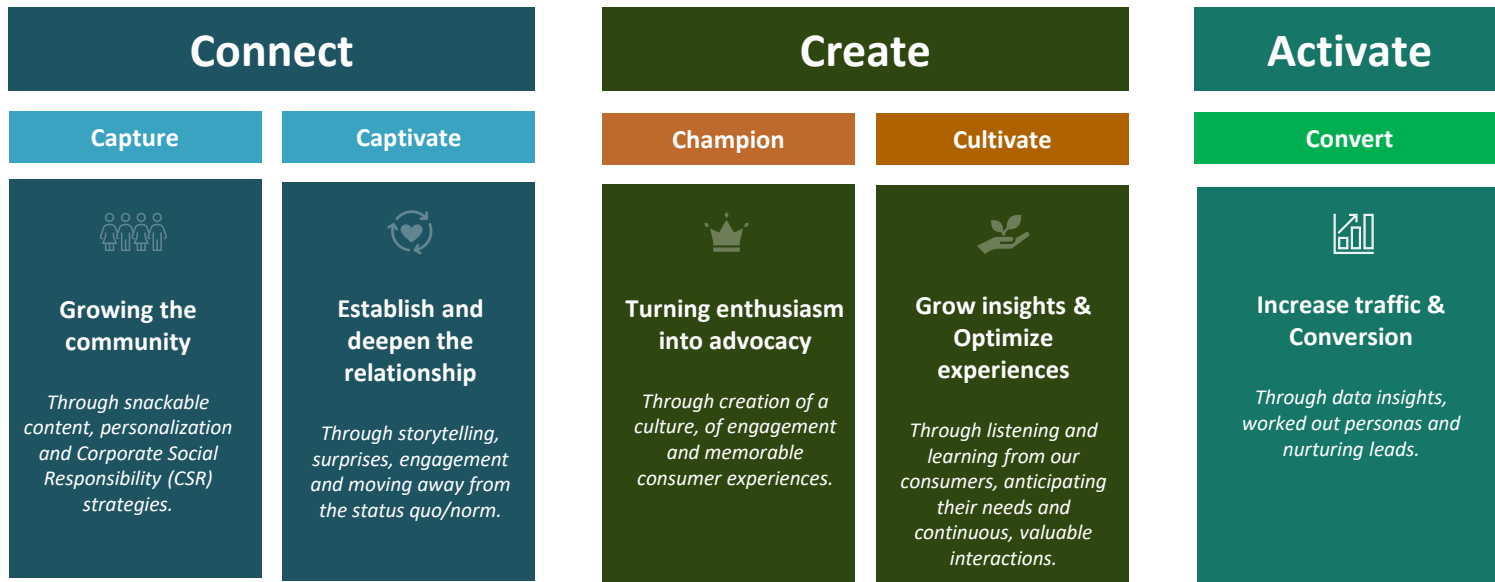 Connect
Create
Activate
Capture
Captivate
Champion
Cultivate
Convert
Growing the
community
Through snackable
content, personalization
and Corporate Social
Responsibility (CSR)
strategies.
Establish and
deepen the
relationship
Through storytelling,
surprises, engagement
and moving away from
the status quo/norm.
Turning enthusiasm
into advocacy
Through creation of a
culture, of engagement
and memorable
consumer experiences.
Grow insights &
Optimize
experiences
Through listening and
learning from our
consumers, anticipating
their needs and
continuous, valuable
interactions.
Increase traffic &
Conversion
Through data insights,
worked out personas and
nurturing leads.